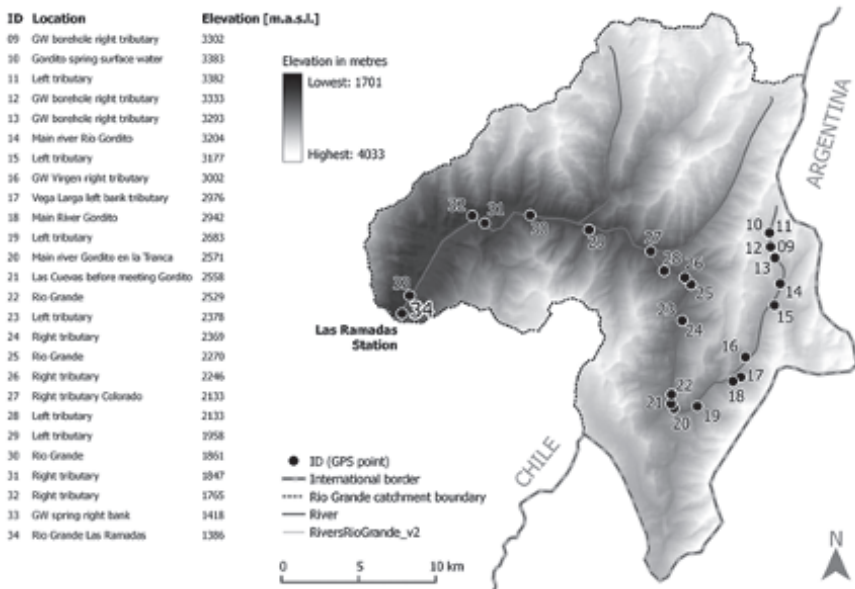 ID Location Elevation [m.a.s.l.]
09 GW borehole right tributary 3302
10 Gordito spring surface water 3383
11 Left tributary 3382
12 GW borehole right tributary 3333
13 GW borehole right tributary 3293
14 Main river Río Gordito 3204
15 Left tributary 3177
16 GW Virgen right tributary 3002
17 Vega Larga left bank tributary 2976
18 Main River Gordito 2942
19 Left tributary 2683
20 Main river Gordito en la Tranca 2571
21 Las Cuevas before meeting Gordito 2558
22 Rio Grande 2529
23 Left tributary 2378
24 Right tributary 2369
25 Rio Grande 2270
26 Right tributary 2246
27 Right tributary Colorado 2133
28 Left tributary 2133
29 Left tributary 1958
30 Rio Grande 1861
31 Right tributary 1847
32 Right tributary 1765
33 GW spring right bank 1418
34 Rio Grande Las Ramadas 1386
Elevation in metres
Lowest: 1701
Highest: 4033
ARGENTINA
CHILE
32
31
30
29
27
28
26
25
23
24
22
21
20
19
18
17
16
15
14
13
12 09
10 11
33
34
Las Ramadas
Station
ID (GPS point)
International border
Río Grande catchment boundary
River
RiversRioGrande_v2
0 5 10 km
N